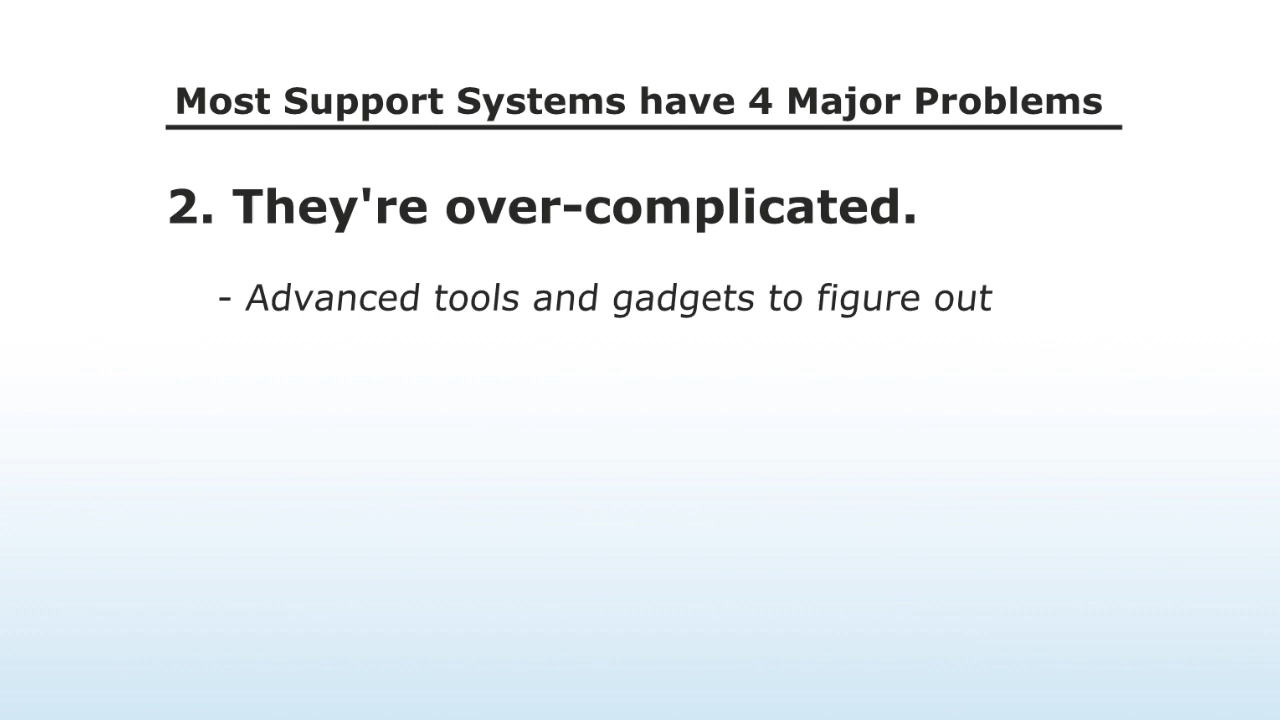 Most Support Systems have 4 Major Problems
2. They're over-complicated.
- Advanced tools and gadgets to figure out